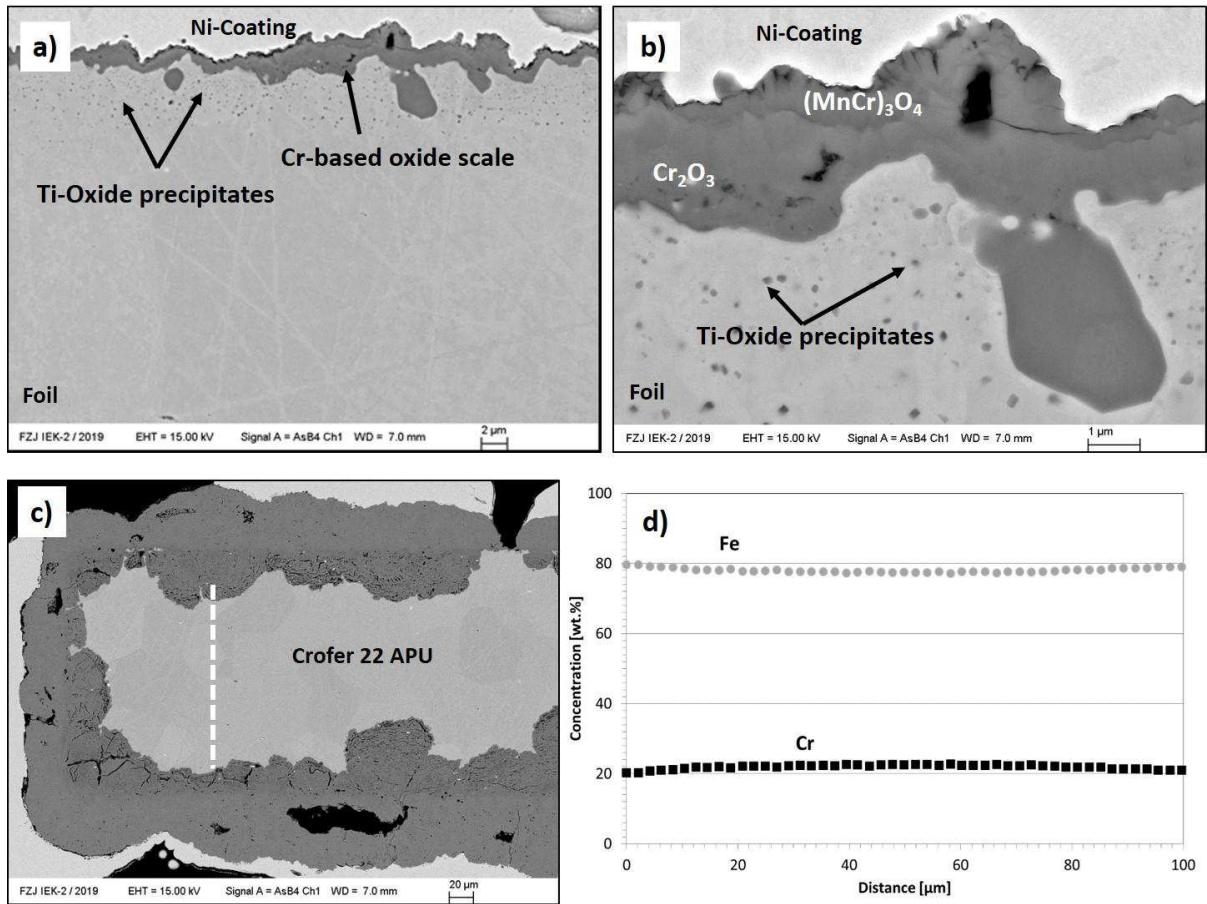 a)
Ni-Coating
Cr-based oxide scale
Ti-Oxide precipitates
Foil
FZJ IEK-2 / 2019 EHT = 15.00 kV Signal A = AsB4 Ch1 WD = 7.0 mm 2 µm
b)
Ni-Coating
(MnCr)₃O₄
Cr₂O₃
Ti-Oxide precipitates
Foil
FZJ IEK-2 / 2019 EHT = 15.00 kV Signal A = AsB4 Ch1 WD = 7.0 mm 1 µm
c)
Crofer 22 APU
FZJ IEK-2 / 2019 EHT = 15.00 kV Signal A = AsB4 Ch1 WD = 7.0 mm 20 µm
d)
Concentration [wt.%]
100
80
60
40
20
0
Fe
Cr
0 20 40 60 80 100
Distance [µm]